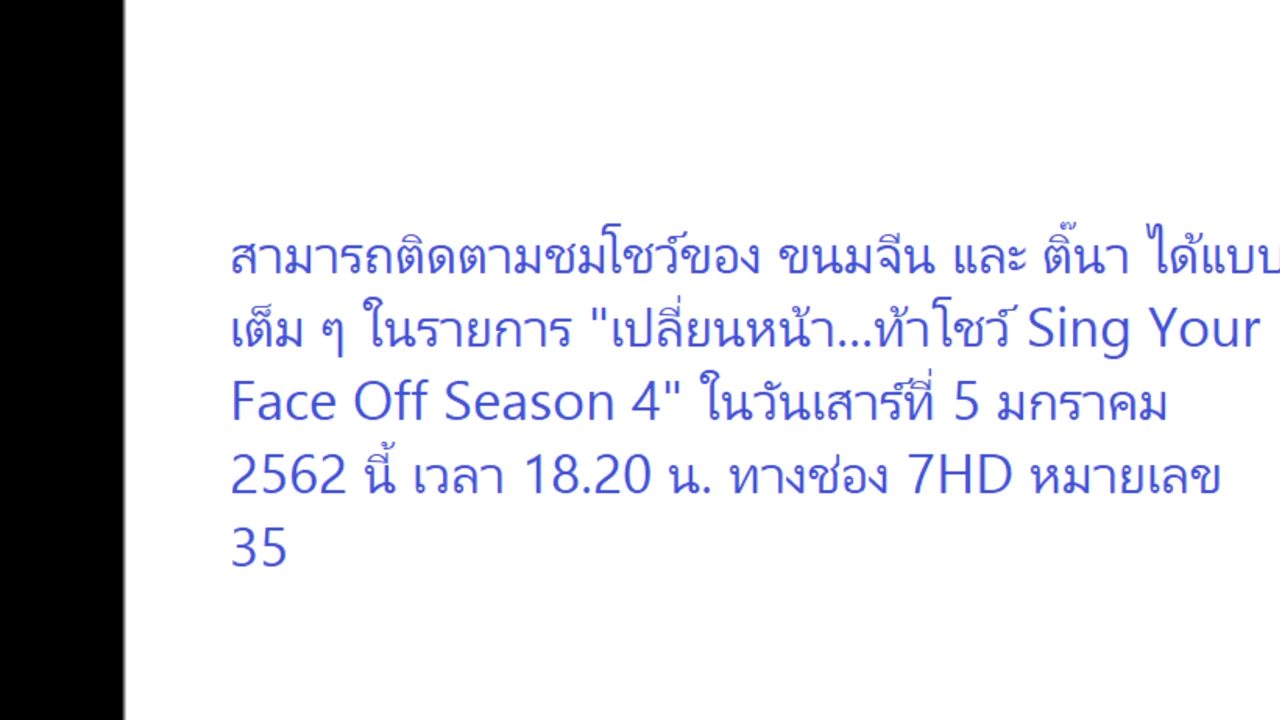 สามารถติดตามชมโชว์ของ ขนมจีน และ ติ๊นา ได้แบบ
เต็ม ๆ ในรายการ "เปลี่ยนหน้า...ท้าโชว์ Sing Your
Face Off Season 4" ในวันเสาร์ที่ 5 มกราคม
2562 นี้ เวลา 18.20 น. ทางช่อง 7HD หมายเลข
35